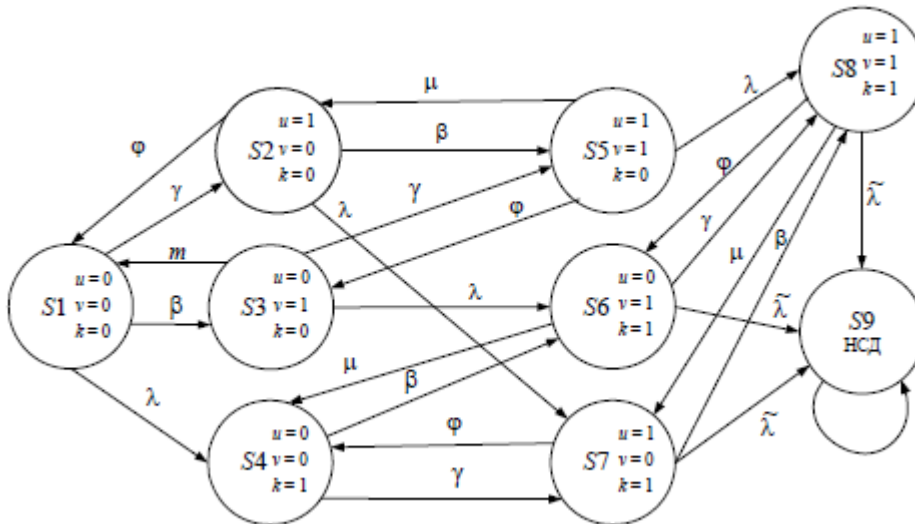 u = 1
S8 v = 1
k = 1
μ
λ
u = 1
S2 v = 0
k = 0
β
u = 1
S5 v = 1
k = 0
φ
γ
λ
γ
φ
φ
γ
μ
β
λ̃
m
u = 0
S1 v = 0
k = 0
β
u = 0
S3 v = 1
k = 0
λ
u = 0
S6 v = 1
k = 1
λ̃
S9
НСД
λ
μ
β
φ
λ̃
u = 0
S4 v = 0
k = 1
γ
u = 1
S7 v = 0
k = 1